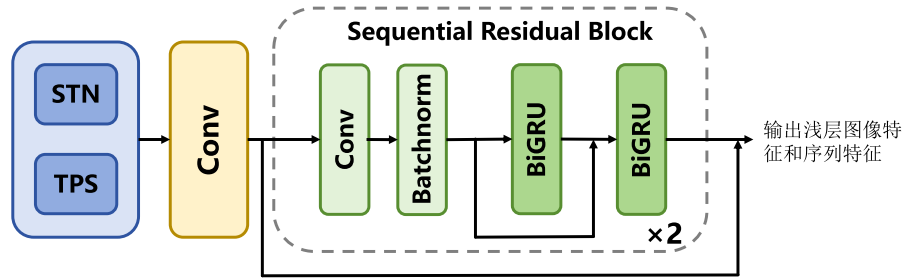 Sequential Residual Block
STN
TPS
Conv
Conv
Batchnorm
BiGRU
BiGRU
×2
输出浅层图像特
征和序列特征